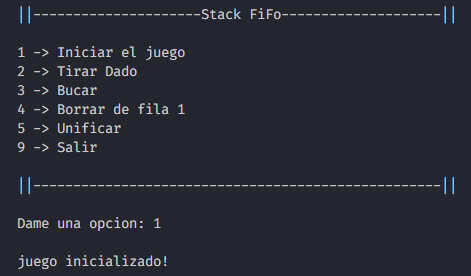 ||---------------------Stack FiFo--------------------||
1 -> Iniciar el juego
2 -> Tirar Dado
3 -> Bucar
4 -> Borrar de fila 1
5 -> Unificar
9 -> Salir
||---------------------------------------------------||
Dame una opcion: 1
juego inicializado!